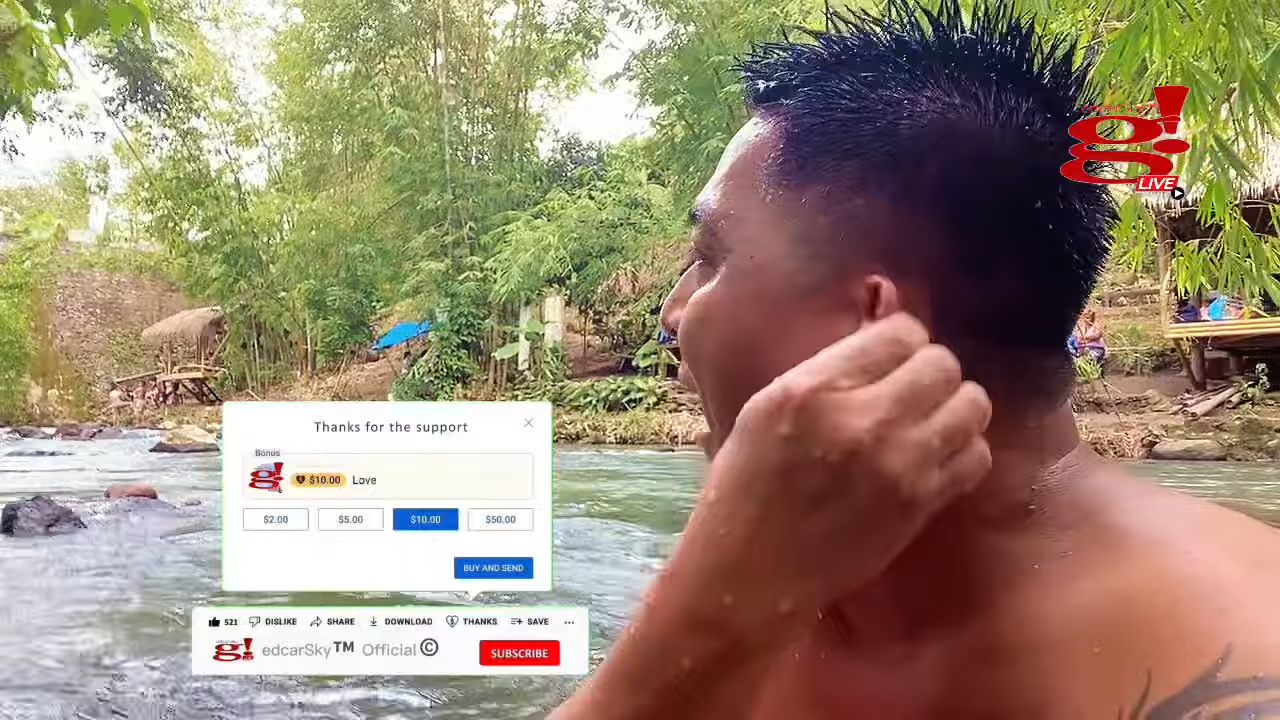 g!
LIVE
Thanks for the support
Bonus
g!
$10.00 Love
$2.00 $5.00 $10.00 $50.00
BUY AND SEND
521 DISLIKE SHARE DOWNLOAD THANKS SAVE ...
g! edcarSky™ Official ©
SUBSCRIBE